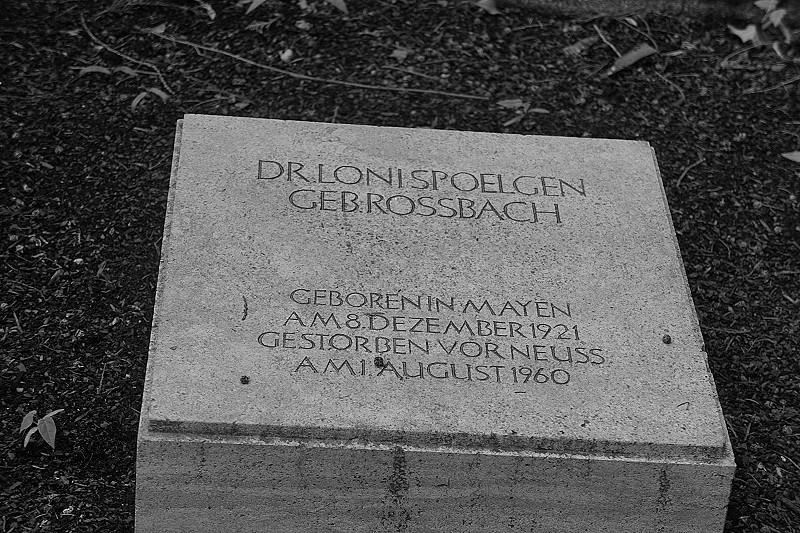 DR.LONI SPOELGEN
GEB.ROSSBACH
GEBOREN IN MAYEN
AM 8.DEZEMBER 1921
GESTORBEN VOR NEUSS
AM 1.AUGUST 1960